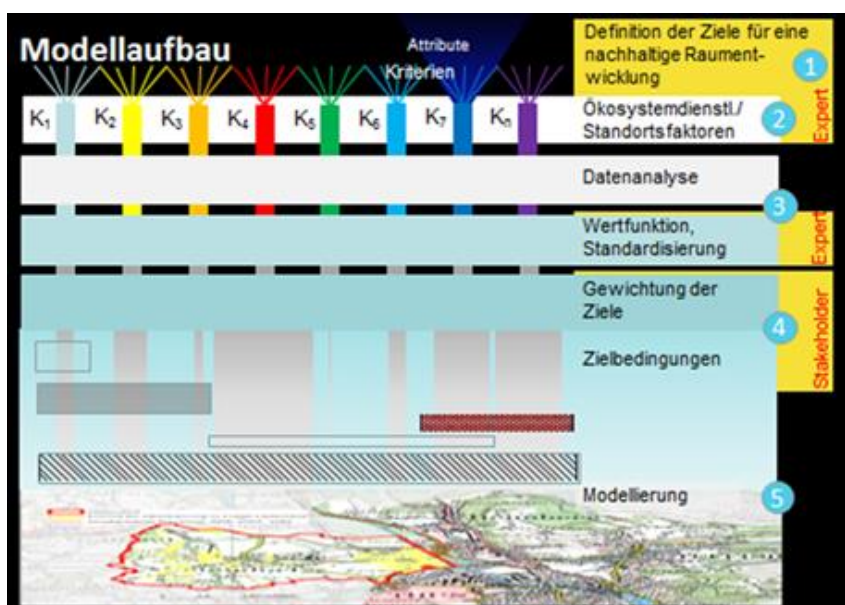 Modellaufbau
Attribute
Kriterien
Definition der Ziele für eine
nachhaltige Raument-
wicklung
1
Expert
K1 K2 K3 K4 K5 K6 K7 Kn
Ökosystemdienstl./
Standortsfaktoren
2
Datenanalyse
3
Wertfunktion,
Standardisierung
Expert
Gewichtung der
Ziele
4
Stakeholder
Zielbedingungen
Modellierung
5